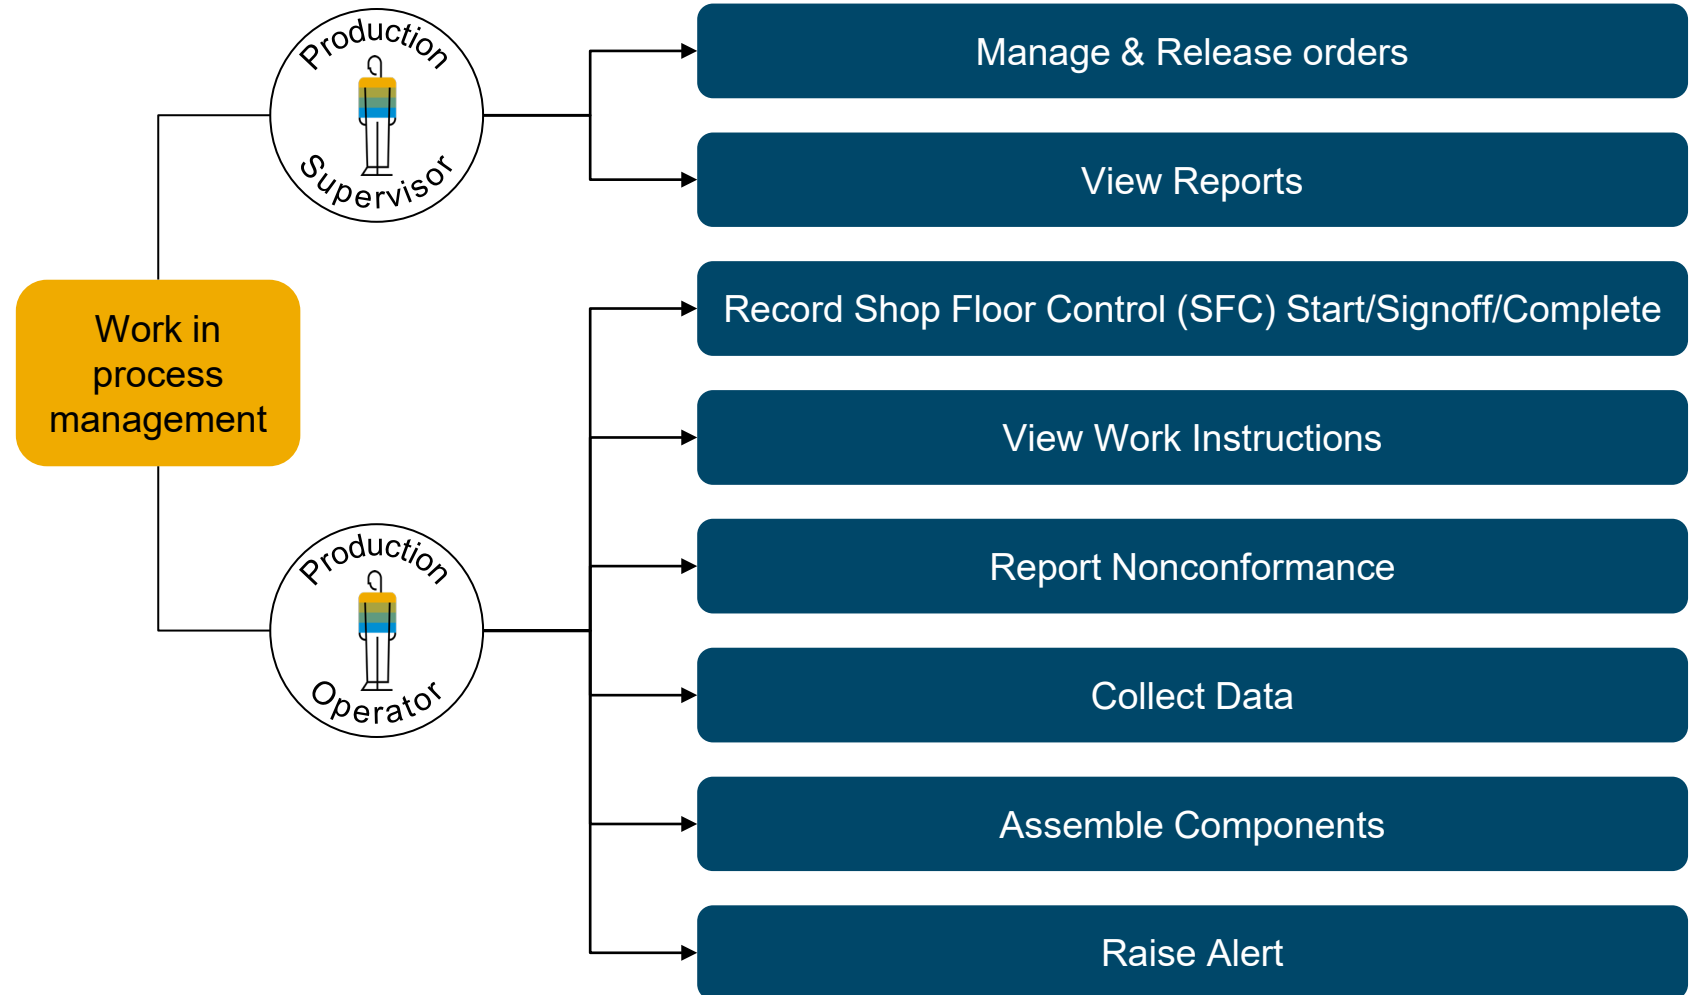 Production
Supervisor
Manage & Release orders
View Reports
Work in
process
management
Record Shop Floor Control (SFC) Start/Signoff/Complete
View Work Instructions
Production
Operator
Report Nonconformance
Collect Data
Assemble Components
Raise Alert